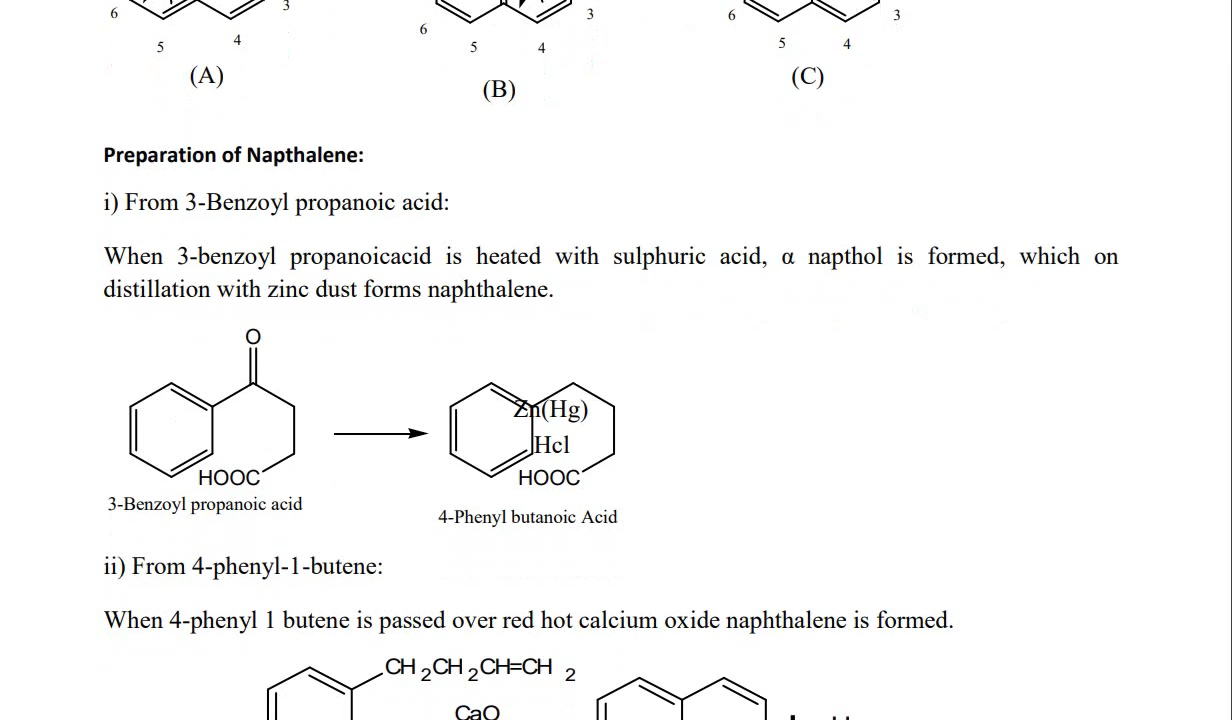 6 3 6 3 6 3
5 4 5 4 5 4
(A) (B) (C)
Preparation of Napthalene:
i) From 3-Benzoyl propanoic acid:
When 3-benzoyl propanoicacid is heated with sulphuric acid, α napthol is formed, which on
distillation with zinc dust forms naphthalene.
O
Zn(Hg)
Hcl
HOOC HOOC
3-Benzoyl propanoic acid
4-Phenyl butanoic Acid
ii) From 4-phenyl-1-butene:
When 4-phenyl 1 butene is passed over red hot calcium oxide naphthalene is formed.
CH2CH2CH=CH2
CaO